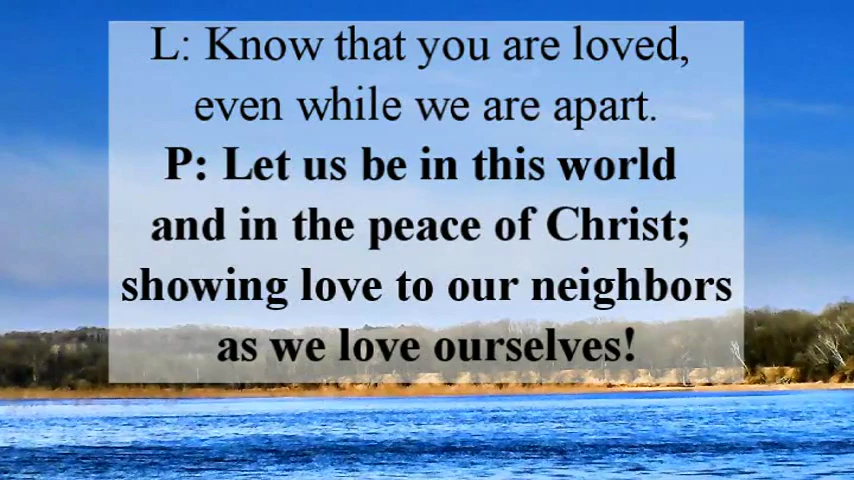 L: Know that you are loved,
even while we are apart.
P: Let us be in this world
and in the peace of Christ;
showing love to our neighbors
as we love ourselves!